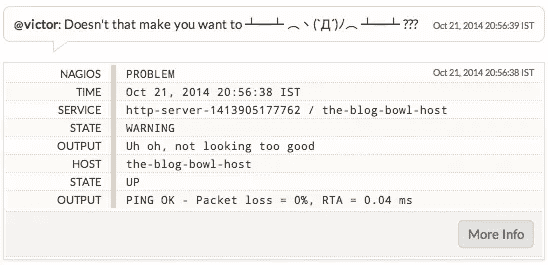 @victor: Doesn't that make you want to ┻━┻ ︵ヽ(`Д´)ﾉ︵ ┻━┻ ??? Oct 21, 2014 20:56:39 IST
NAGIOS PROBLEM Oct 21, 2014 20:56:38 IST
TIME Oct 21, 2014 20:56:38 IST
SERVICE http-server-1413905177762 / the-blog-bowl-host
STATE WARNING
OUTPUT Uh oh, not looking too good
HOST the-blog-bowl-host
STATE UP
OUTPUT PING OK - Packet loss = 0%, RTA = 0.04 ms
More Info